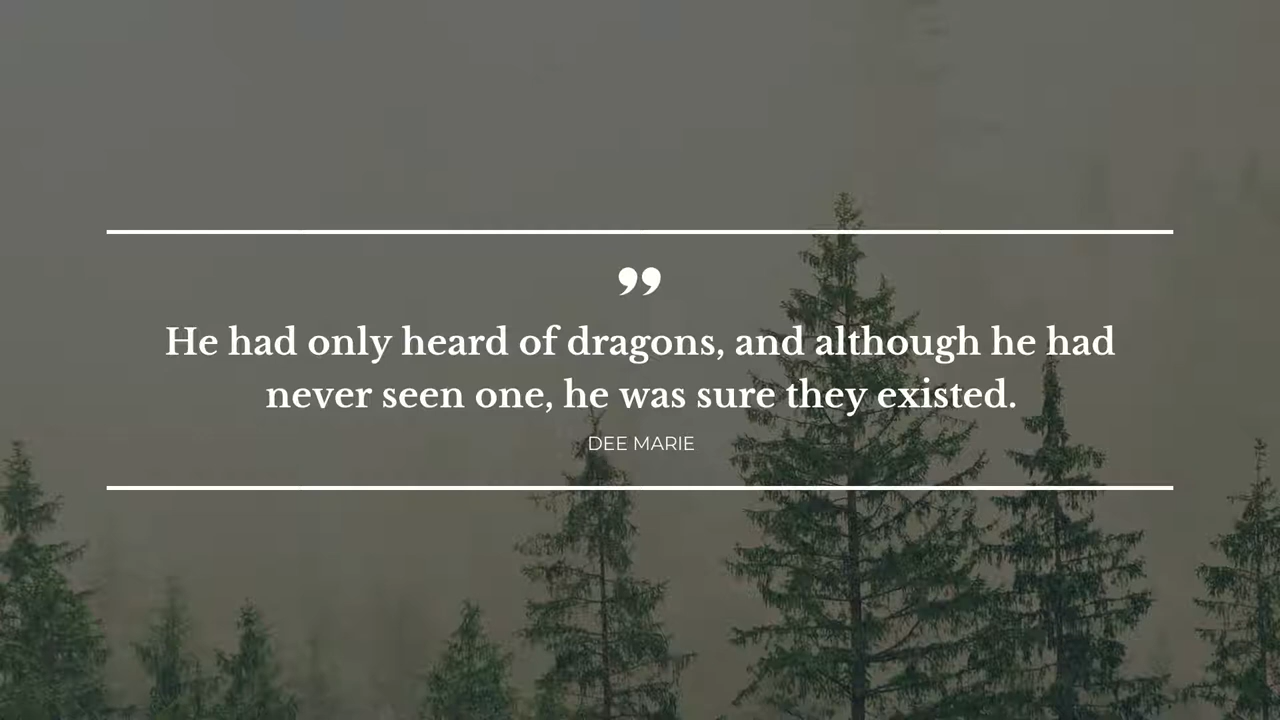 ”
He had only heard of dragons, and although he had
never seen one, he was sure they existed.
DEE MARIE